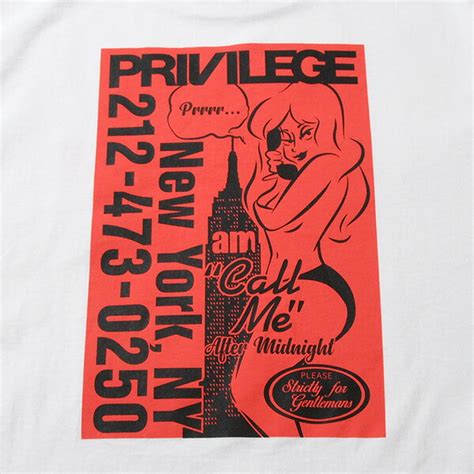 PRIVILEGE
Prrrr...
212-473-0250
New York, NY
am
"Call
Me"
After Midnight
PLEASE
Strictly for
Gentlemans